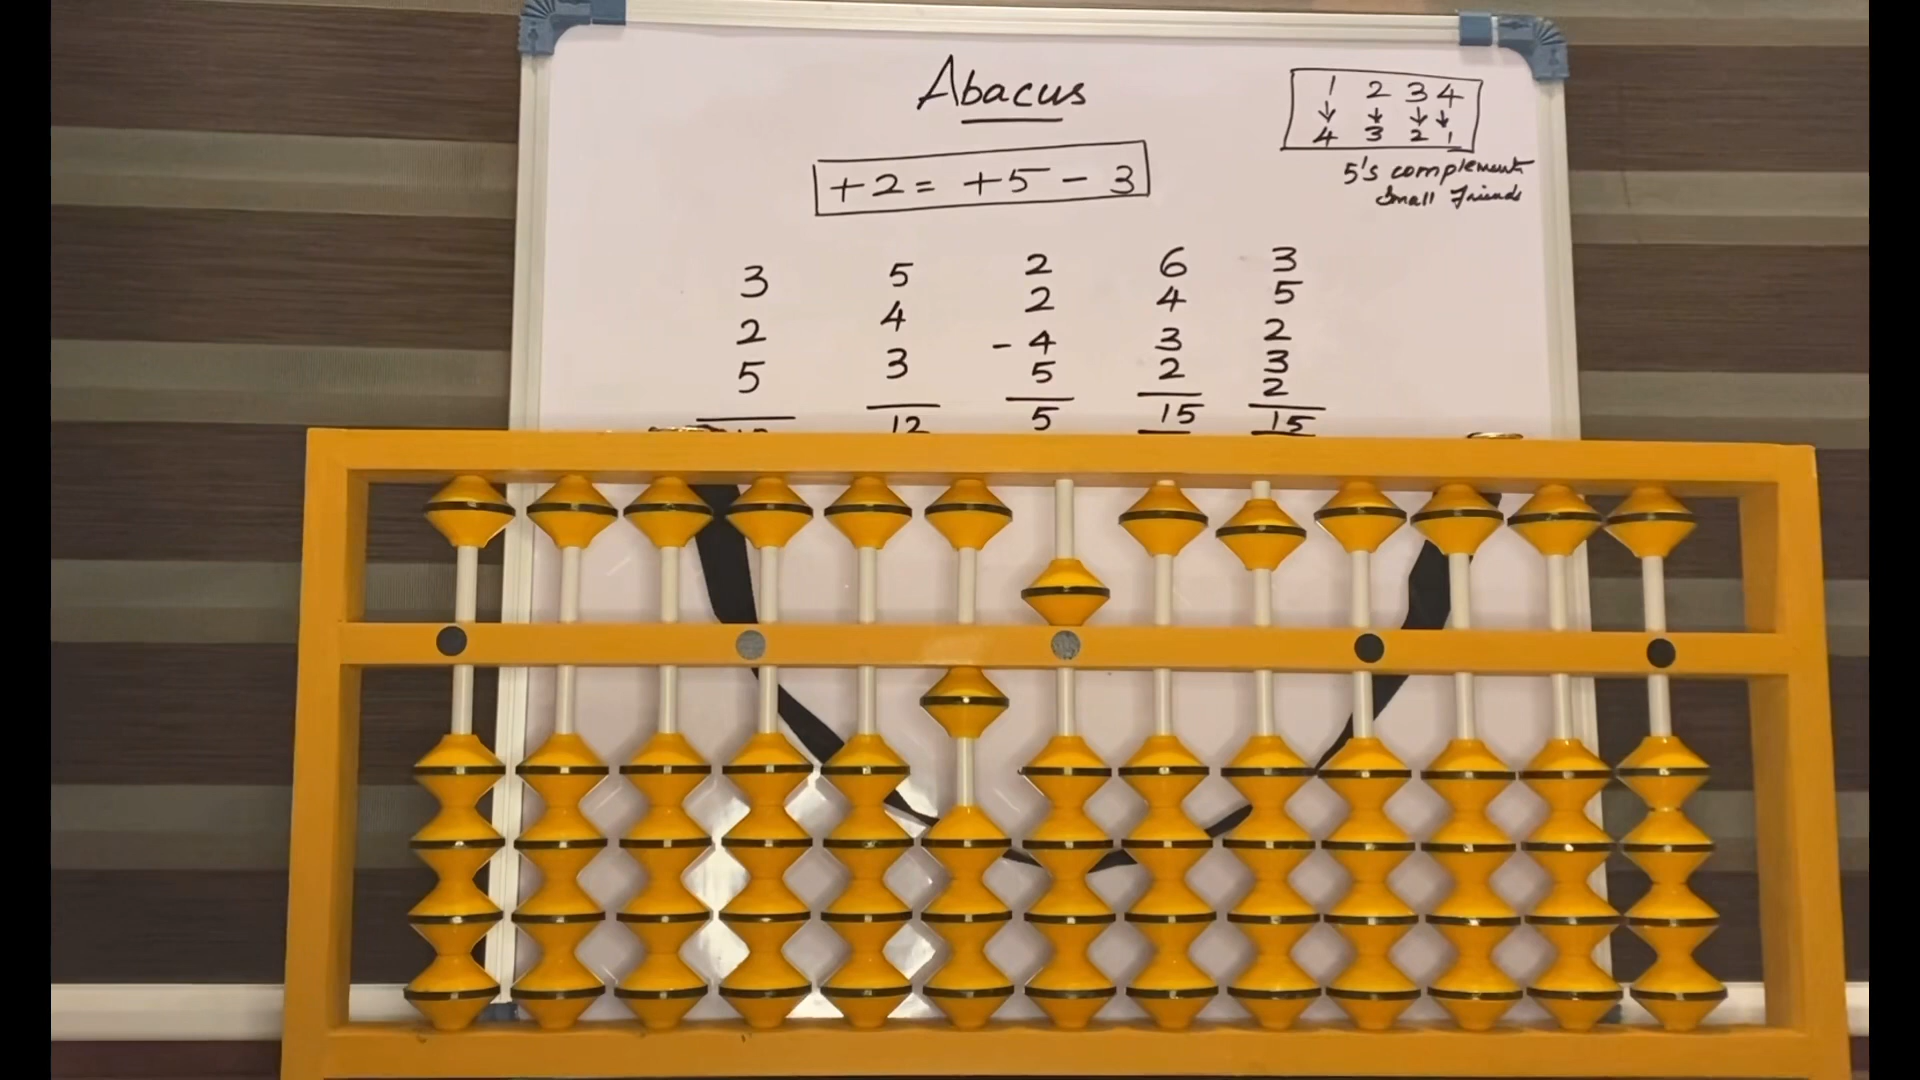 Abacus
1 2 3 4
↓ ↓ ↓ ↓
4 3 2 1
5's complement
Small Friends
+2 = +5 - 3
3 5 2 6 3
2 4 2 4 5
5 3 - 4 3 2
5 2 3
2
12 5 15 15